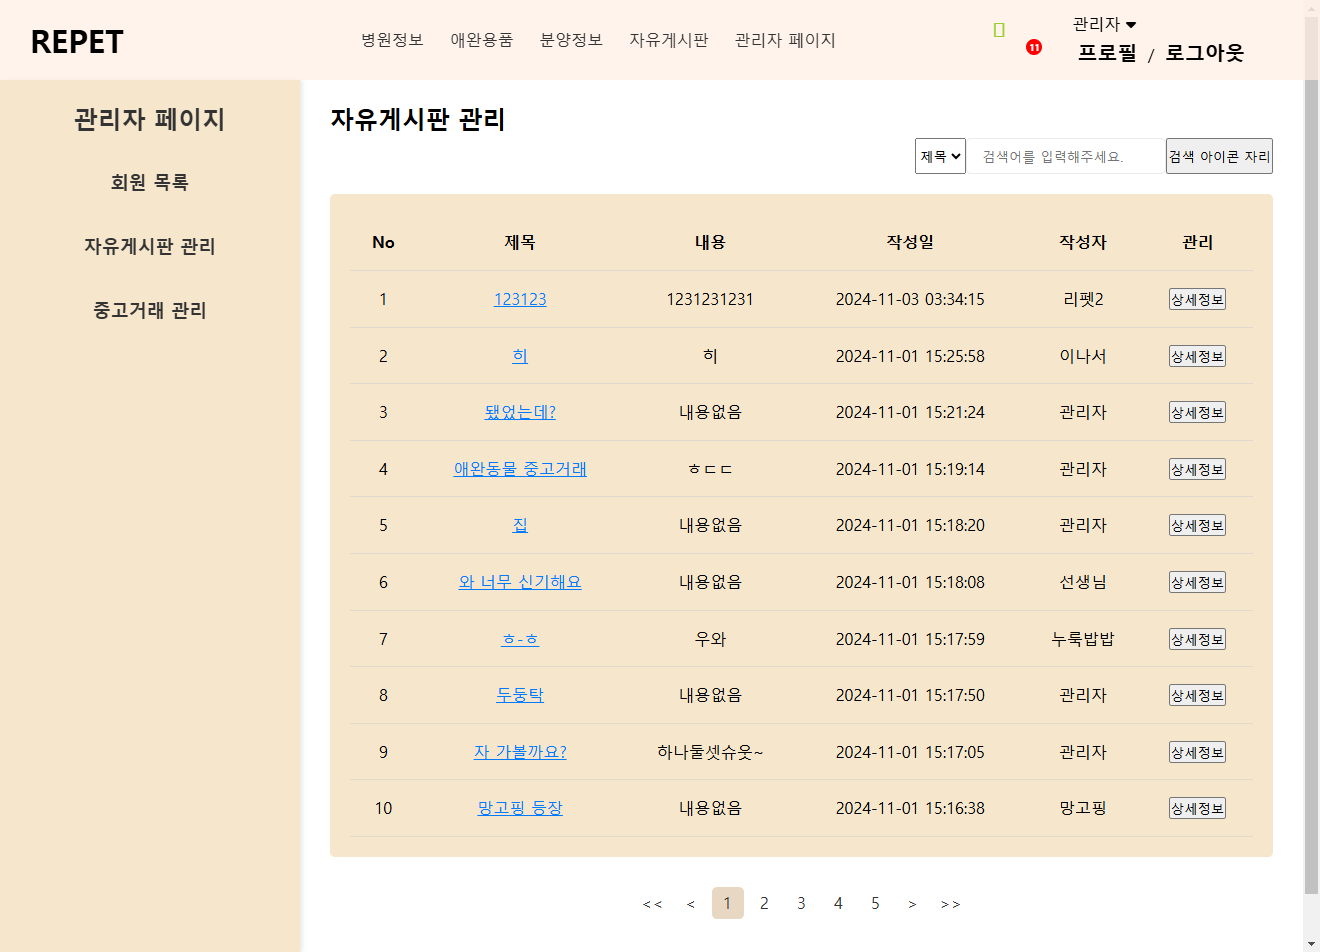 REPET
병원정보 애완용품 분양정보 자유게시판 관리자 페이지
11
관리자
프로필 / 로그아웃
관리자 페이지
회원 목록
자유게시판 관리
중고거래 관리
자유게시판 관리
제목 검색어를 입력해주세요. 검색 아이콘 자리
No 제목 내용 작성일 작성자 관리
1 123123 1231231231 2024-11-03 03:34:15 리펫2 상세정보
2 히 히 2024-11-01 15:25:58 이나서 상세정보
3 됐었는데? 내용없음 2024-11-01 15:21:24 관리자 상세정보
4 애완동물 중고거래 ㅎㄷㄷ 2024-11-01 15:19:14 관리자 상세정보
5 집 내용없음 2024-11-01 15:18:20 관리자 상세정보
6 와 너무 신기해요 내용없음 2024-11-01 15:18:08 선생님 상세정보
7 ㅎ-ㅎ 우와 2024-11-01 15:17:59 누룩밥밥 상세정보
8 두둥탁 내용없음 2024-11-01 15:17:50 관리자 상세정보
9 자 가볼까요? 하나둘셋슈웃~ 2024-11-01 15:17:05 관리자 상세정보
10 망고핑 등장 내용없음 2024-11-01 15:16:38 망고핑 상세정보
<< < 1 2 3 4 5 > >>